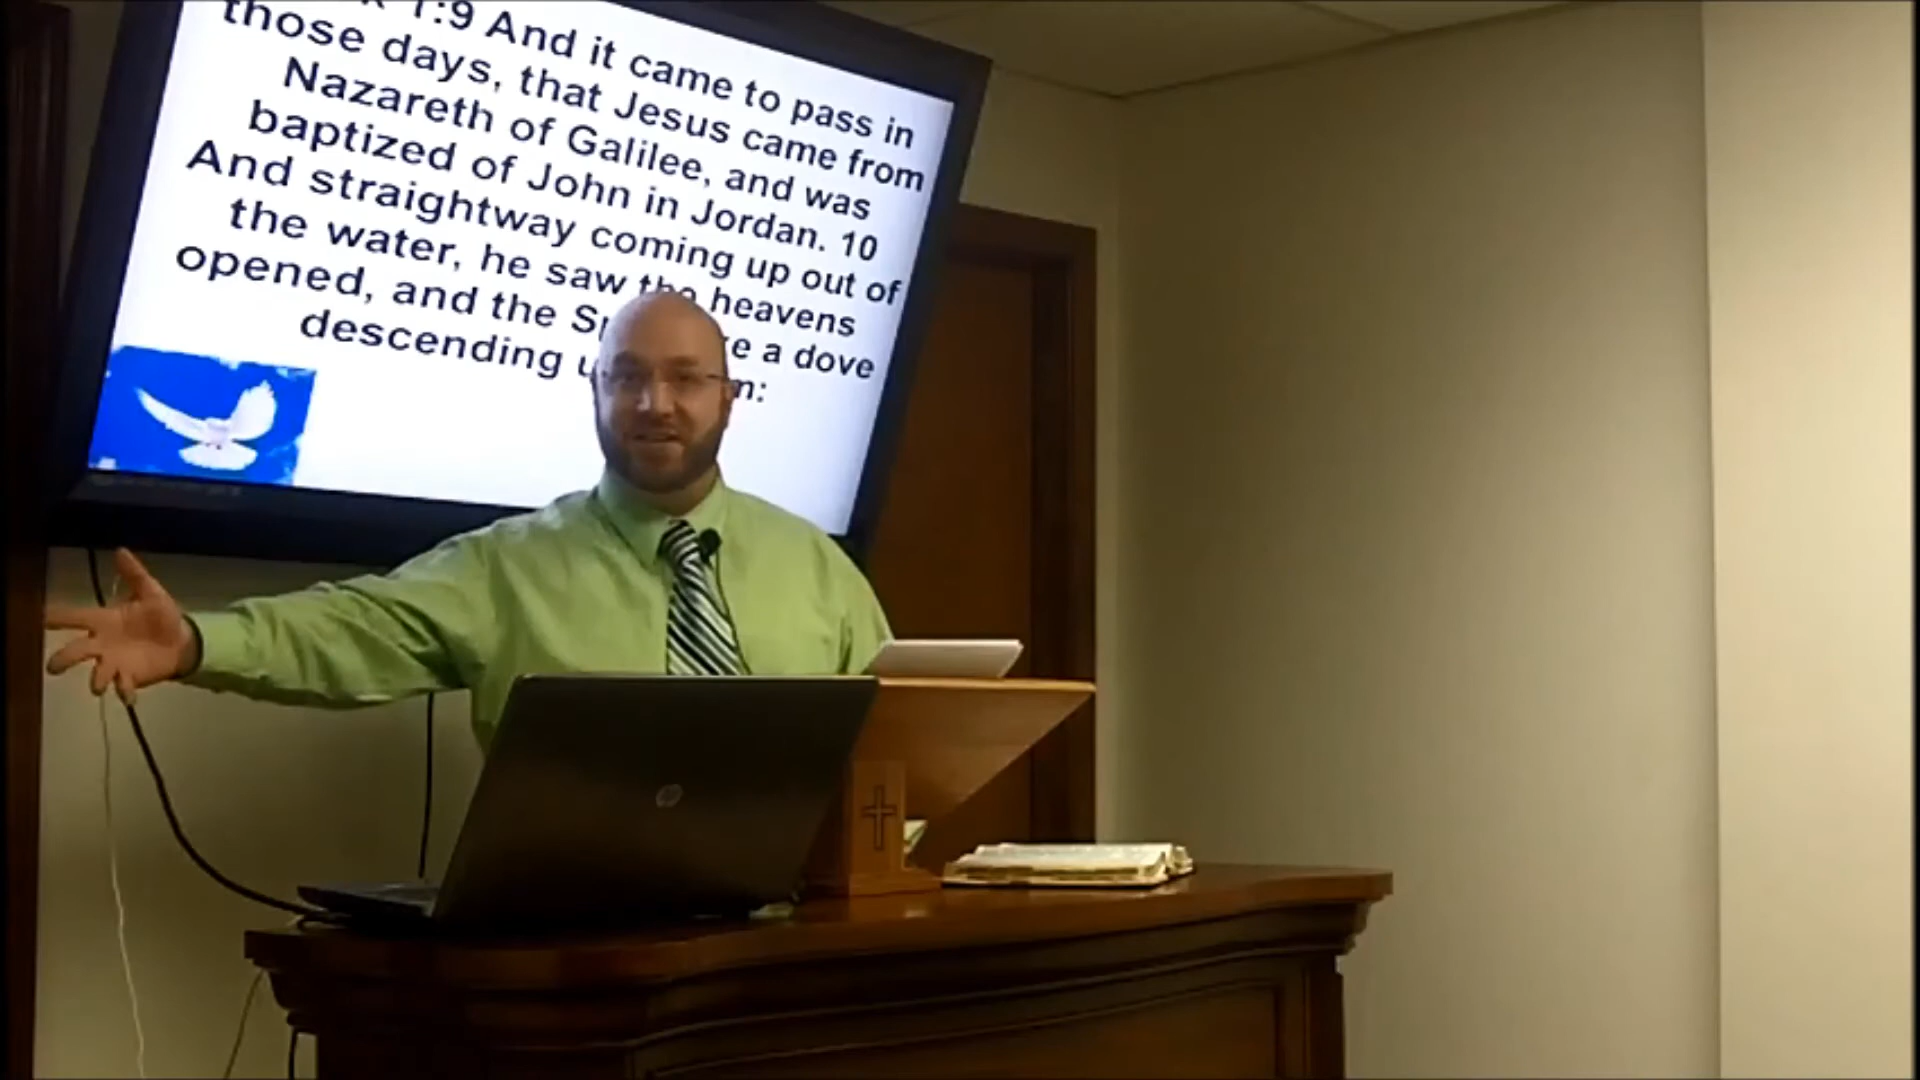 1:9 And it came to pass in
those days, that Jesus came from
Nazareth of Galilee, and was
baptized of John in Jordan. 10
And straightway coming up out of
the water, he saw the heavens
opened, and the a dove
descending
hp